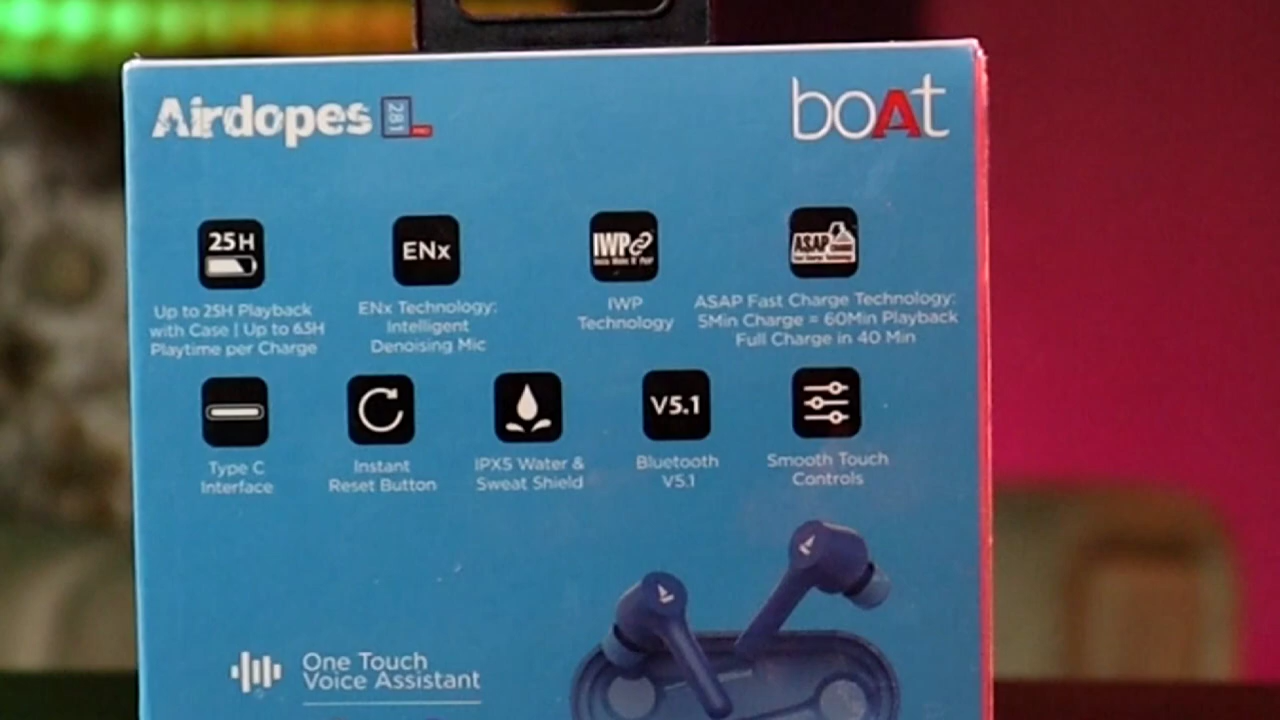 Airdopes 281 PRO
boAt
25H
ENx
IWP
ASAP CHARGE
Up to 25H Playback
with Case | Up to 6.5H
Playtime per Charge
ENx Technology:
Intelligent
Denoising Mic
IWP
Technology
ASAP Fast Charge Technology:
5Min Charge = 60Min Playback
Full Charge in 40 Min
V5.1
Type C
Interface
Instant
Reset Button
IPX5 Water &
Sweat Shield
Bluetooth
V5.1
Smooth Touch
Controls
One Touch
Voice Assistant